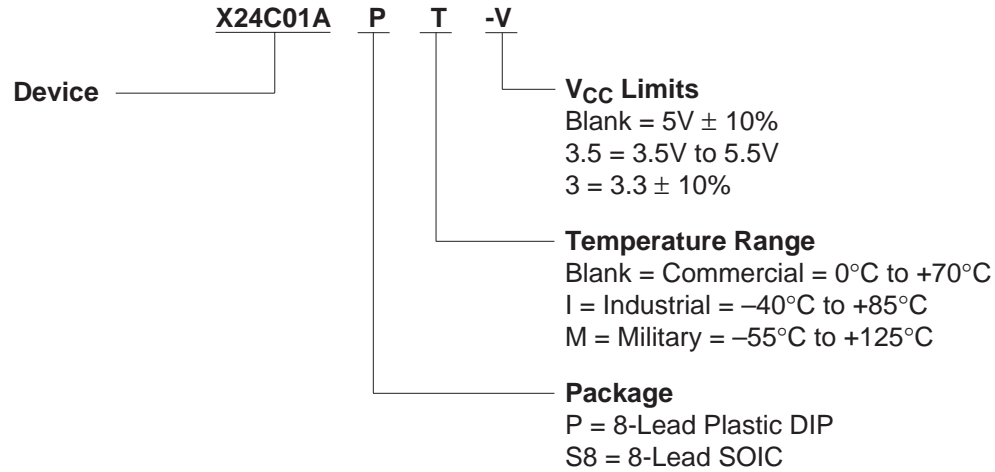 X24C01A P T -V
Device
VCC Limits
Blank = 5V ± 10%
3.5 = 3.5V to 5.5V
3 = 3.3 ± 10%
Temperature Range
Blank = Commercial = 0°C to +70°C
I = Industrial = –40°C to +85°C
M = Military = –55°C to +125°C
Package
P = 8-Lead Plastic DIP
S8 = 8-Lead SOIC